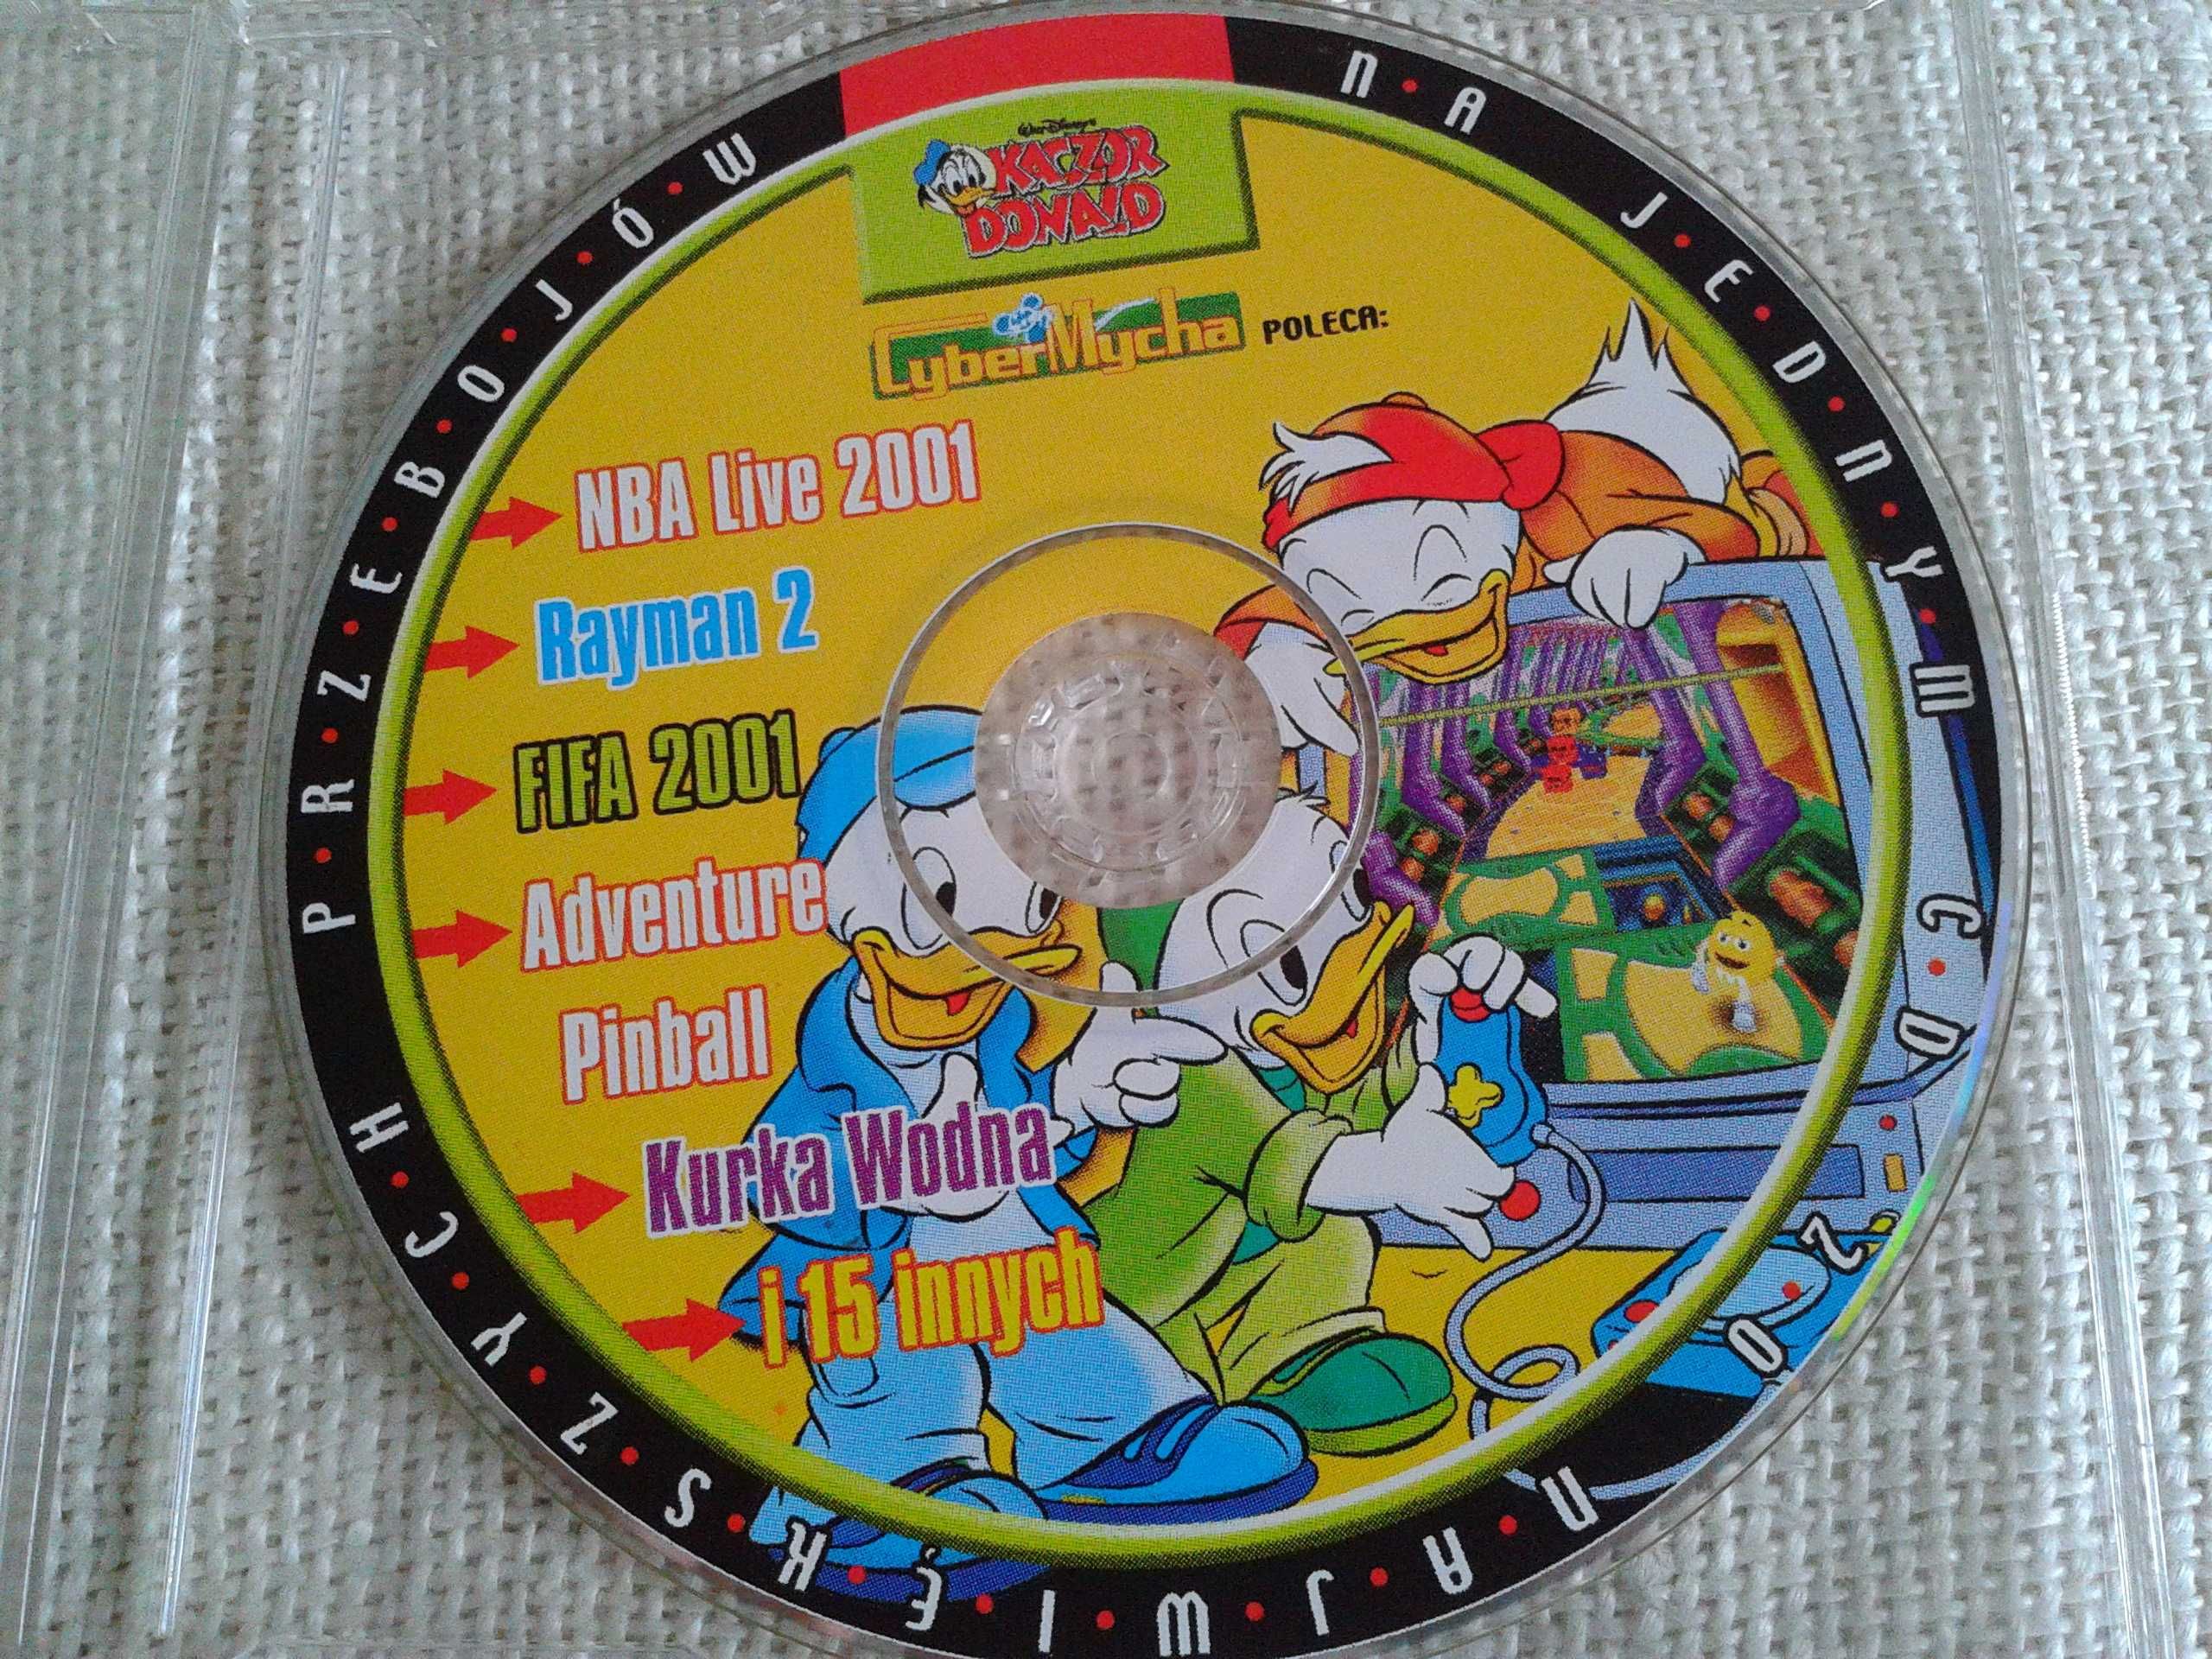 Walt Disney's
KACZOR
DONALD
CyberMycha POLECA:
NBA Live 2001
Rayman 2
FIFA 2001
Adventure
Pinball
Kurka Wodna
i 15 innych
NA JEDNYM CD 20 NAJWIĘKSZYCH PRZEBOJÓW